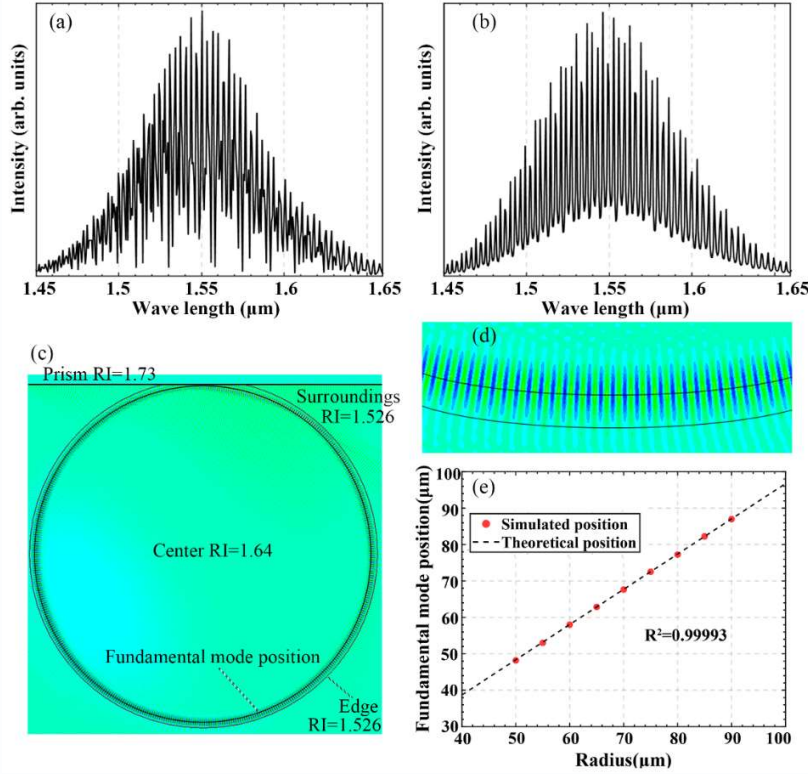 (a)
Intensity (arb. units)
1.45
1.5
1.55
1.6
1.65
Wave length (μm)
(b)
Intensity (arb. units)
1.45
1.5
1.55
1.6
1.65
Wave length (μm)
(c)
Prism RI=1.73
Surroundings
RI=1.526
Center RI=1.64
Fundamental mode position
Edge
RI=1.526
(d)
(e)
Fundamental mode position(μm)
100
90
80
70
60
50
40
30
Simulated position
Theoretical position
R²=0.99993
40
50
60
70
80
90
100
Radius(μm)